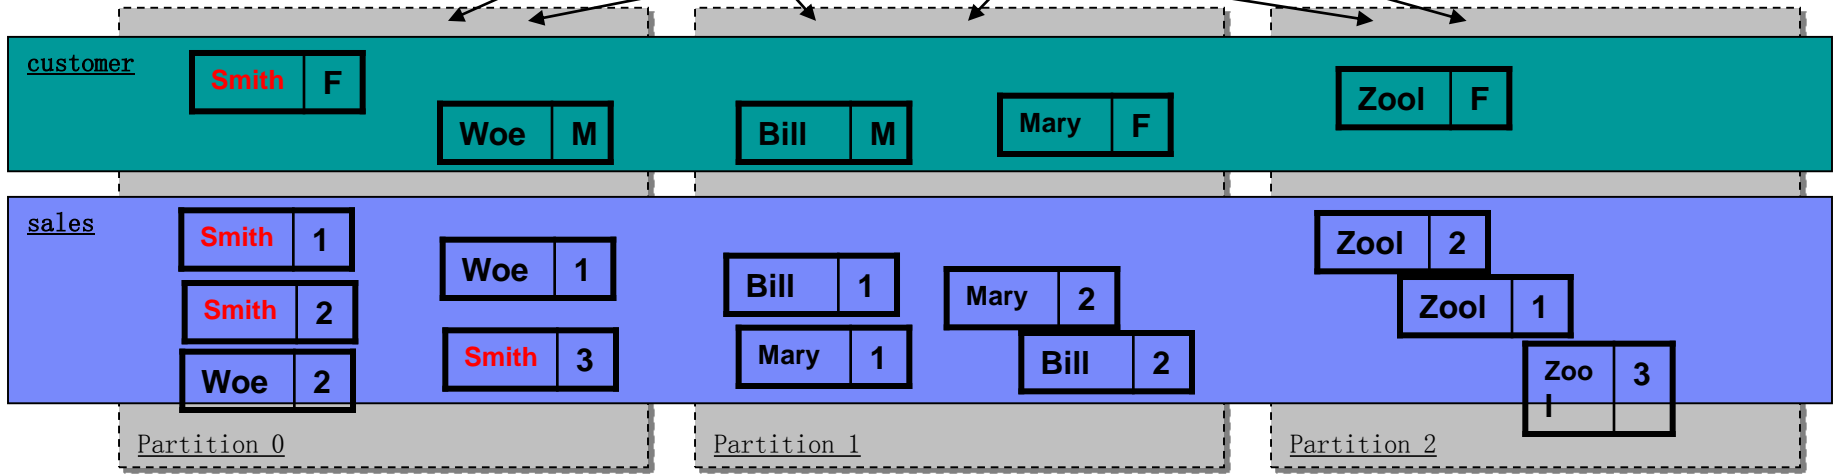 customer
Smith F
Woe M
Bill M
Mary F
Zool F
sales
Smith 1
Smith 2
Woe 2
Woe 1
Smith 3
Bill 1
Mary 1
Mary 2
Bill 2
Zool 2
Zool 1
Zoo 3
l
Partition 0
Partition 1
Partition 2